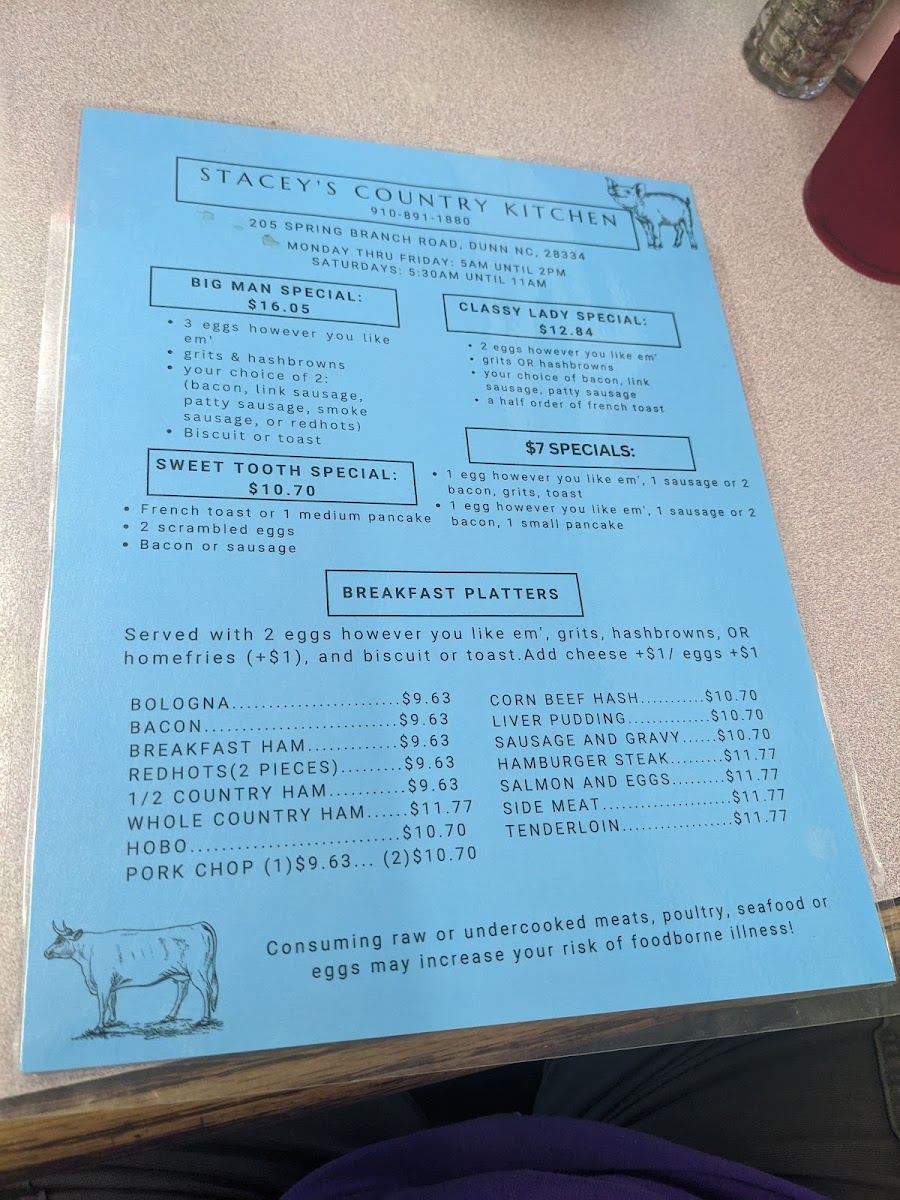 STACEY'S COUNTRY KITCHEN
910-891-1880
205 SPRING BRANCH ROAD, DUNN NC, 28334
MONDAY THRU FRIDAY: 5AM UNTIL 2PM
SATURDAYS: 5:30AM UNTIL 11AM
BIG MAN SPECIAL:
$16.05
• 3 eggs however you like
em'
• grits & hashbrowns
• your choice of 2:
(bacon, link sausage,
patty sausage, smoke
sausage, or redhots)
• Biscuit or toast
CLASSY LADY SPECIAL:
$12.84
• 2 eggs however you like em'
• grits OR hashbrowns
• your choice of bacon, link
sausage, patty sausage
• a half order of french toast
SWEET TOOTH SPECIAL:
$10.70
• French toast or 1 medium pancake
• 2 scrambled eggs
• Bacon or sausage
$7 SPECIALS:
• 1 egg however you like em', 1 sausage or 2
bacon, grits, toast
• 1 egg however you like em', 1 sausage or 2
bacon, 1 small pancake
BREAKFAST PLATTERS
Served with 2 eggs however you like em', grits, hashbrowns, OR
homefries (+$1), and biscuit or toast.Add cheese +$1/ eggs +$1
BOLOGNA........................$9.63
BACON............................$9.63
BREAKFAST HAM.............$9.63
REDHOTS(2 PIECES).........$9.63
1/2 COUNTRY HAM...........$9.63
WHOLE COUNTRY HAM......$11.77
HOBO..............................$10.70
PORK CHOP (1)$9.63... (2)$10.70
CORN BEEF HASH..........$10.70
LIVER PUDDING.............$10.70
SAUSAGE AND GRAVY......$10.70
HAMBURGER STEAK.........$11.77
SALMON AND EGGS........$11.77
SIDE MEAT.....................$11.77
TENDERLOIN..................$11.77
Consuming raw or undercooked meats, poultry, seafood or
eggs may increase your risk of foodborne illness!